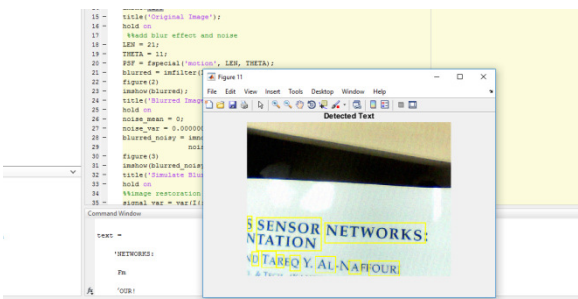 title('Original Image');
hold on
%%add blur effect and noise
LEN = 21;
THETA = 11;
PSF = fspecial('motion', LEN, THETA);
blurred = imfilter(
figure(2)
imshow(blurred);
title('Blurred Imag
hold on
noise_mean = 0;
noise_var = 0.000000
blurred_noisy = imno
noi
figure(3)
imshow(blurred_noisy
title('Simulate Blu
hold on
%%image restoration
signal_var = var(I(:
Figure 11
File Edit View Insert Tools Desktop Window Help
Detected Text
S SENSOR NETWORKS:
NTATION
ND TAREQ Y. AL-NAFFOURI
Command Window
text =
'NETWORKS:
Fm
'OUR!